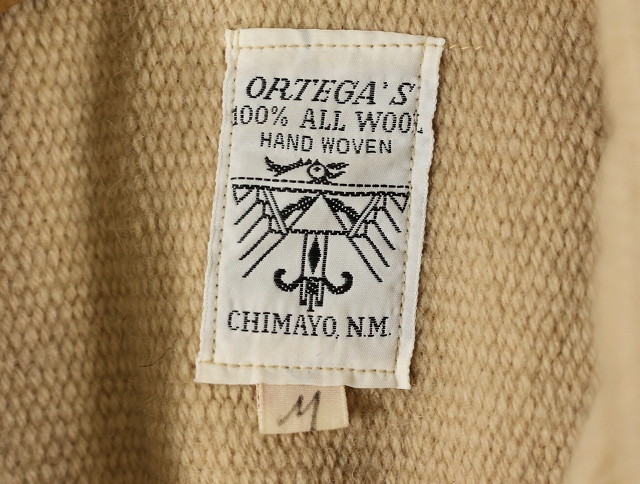 ORTEGA'S
100% ALL WOOL
HAND WOVEN
CHIMAYO, N.M.
M